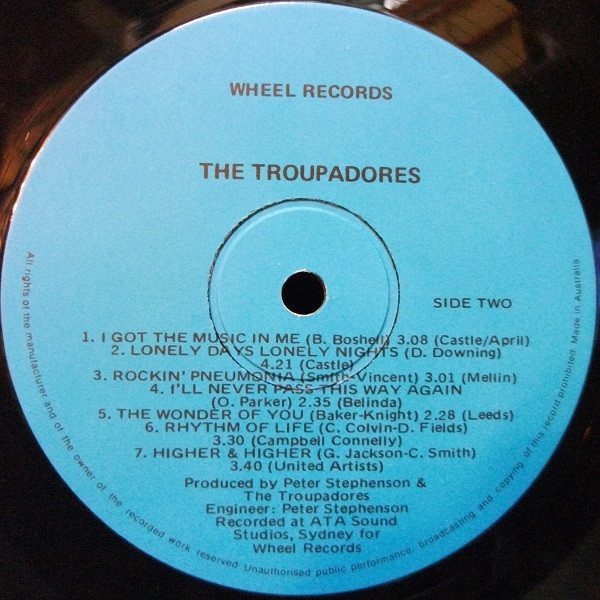 WHEEL RECORDS
THE TROUPADORES
SIDE TWO
1. I GOT THE MUSIC IN ME (B. Boshell) 3.08 (Castle/April)
2. LONELY DAYS LONELY NIGHTS (D. Downing)
4.21 (Castle)
3. ROCKIN' PNEUMONIA (Smith-Vincent) 3.01 (Mellin)
4. I'LL NEVER PASS THIS WAY AGAIN
(O. Parker) 2.35 (Belinda)
5. THE WONDER OF YOU (Baker-Knight) 2.28 (Leeds)
6. RHYTHM OF LIFE (C. Colvin-D. Fields)
3.30 (Campbell Connelly)
7. HIGHER & HIGHER (G. Jackson-C. Smith)
3.40 (United Artists)
Produced by Peter Stephenson &
The Troupadores
Engineer: Peter Stephenson
Recorded at ATA Sound
Studios, Sydney for
Wheel Records
All rights of the manufacturer and of the owner of the recorded work reserved Unauthorised public performance, broadcasting and copying of this record prohibited Made in Australia